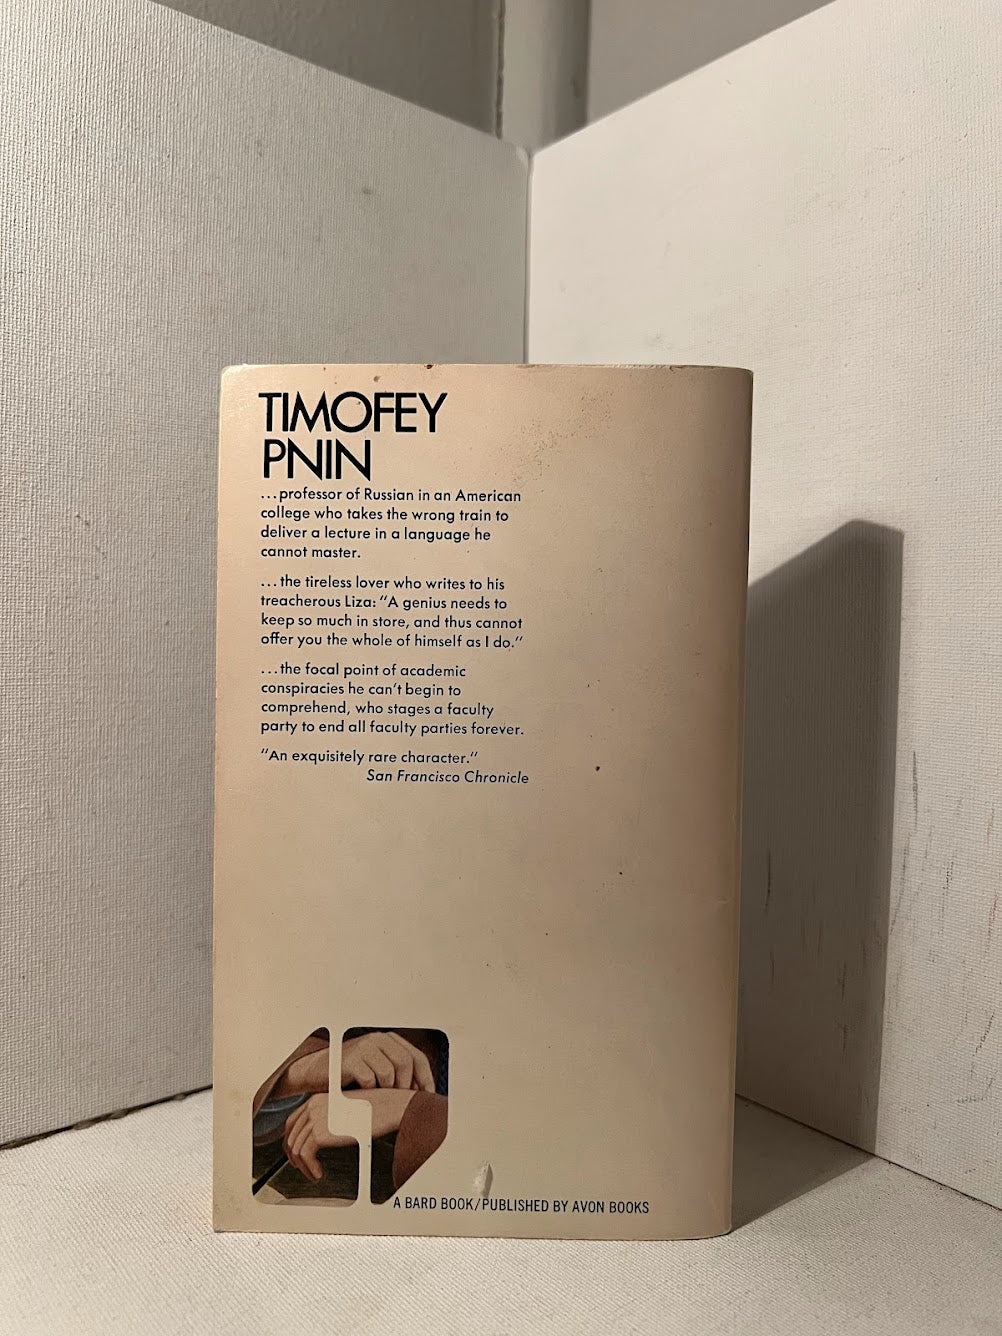 TIMOFEY
PNIN
...professor of Russian in an American
college who takes the wrong train to
deliver a lecture in a language he
cannot master.
...the tireless lover who writes to his
treacherous Liza: “A genius needs to
keep so much in store, and thus cannot
offer you the whole of himself as I do.”
...the focal point of academic
conspiracies he can’t begin to
comprehend, who stages a faculty
party to end all faculty parties forever.
“An exquisitely rare character.”
San Francisco Chronicle
A BARD BOOK/PUBLISHED BY AVON BOOKS